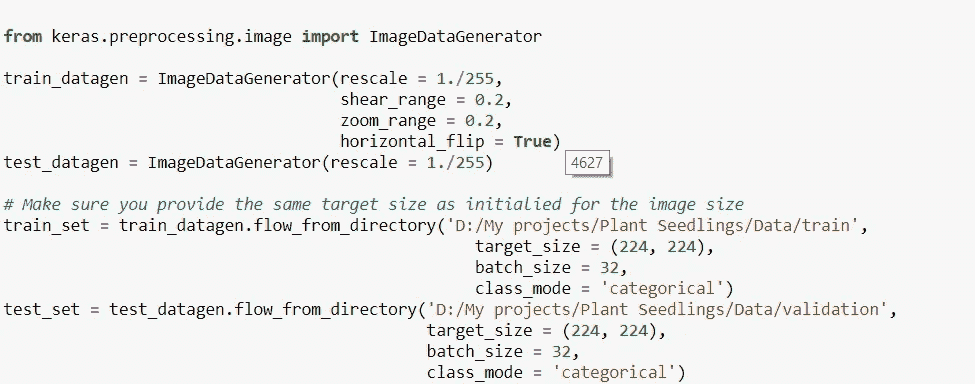 from keras.preprocessing.image import ImageDataGenerator
train_datagen = ImageDataGenerator(rescale = 1./255,
shear_range = 0.2,
zoom_range = 0.2,
horizontal_flip = True)
test_datagen = ImageDataGenerator(rescale = 1./255)
4627
# Make sure you provide the same target size as initialied for the image size
train_set = train_datagen.flow_from_directory('D:/My projects/Plant Seedlings/Data/train',
target_size = (224, 224),
batch_size = 32,
class_mode = 'categorical')
test_set = test_datagen.flow_from_directory('D:/My projects/Plant Seedlings/Data/validation',
target_size = (224, 224),
batch_size = 32,
class_mode = 'categorical')